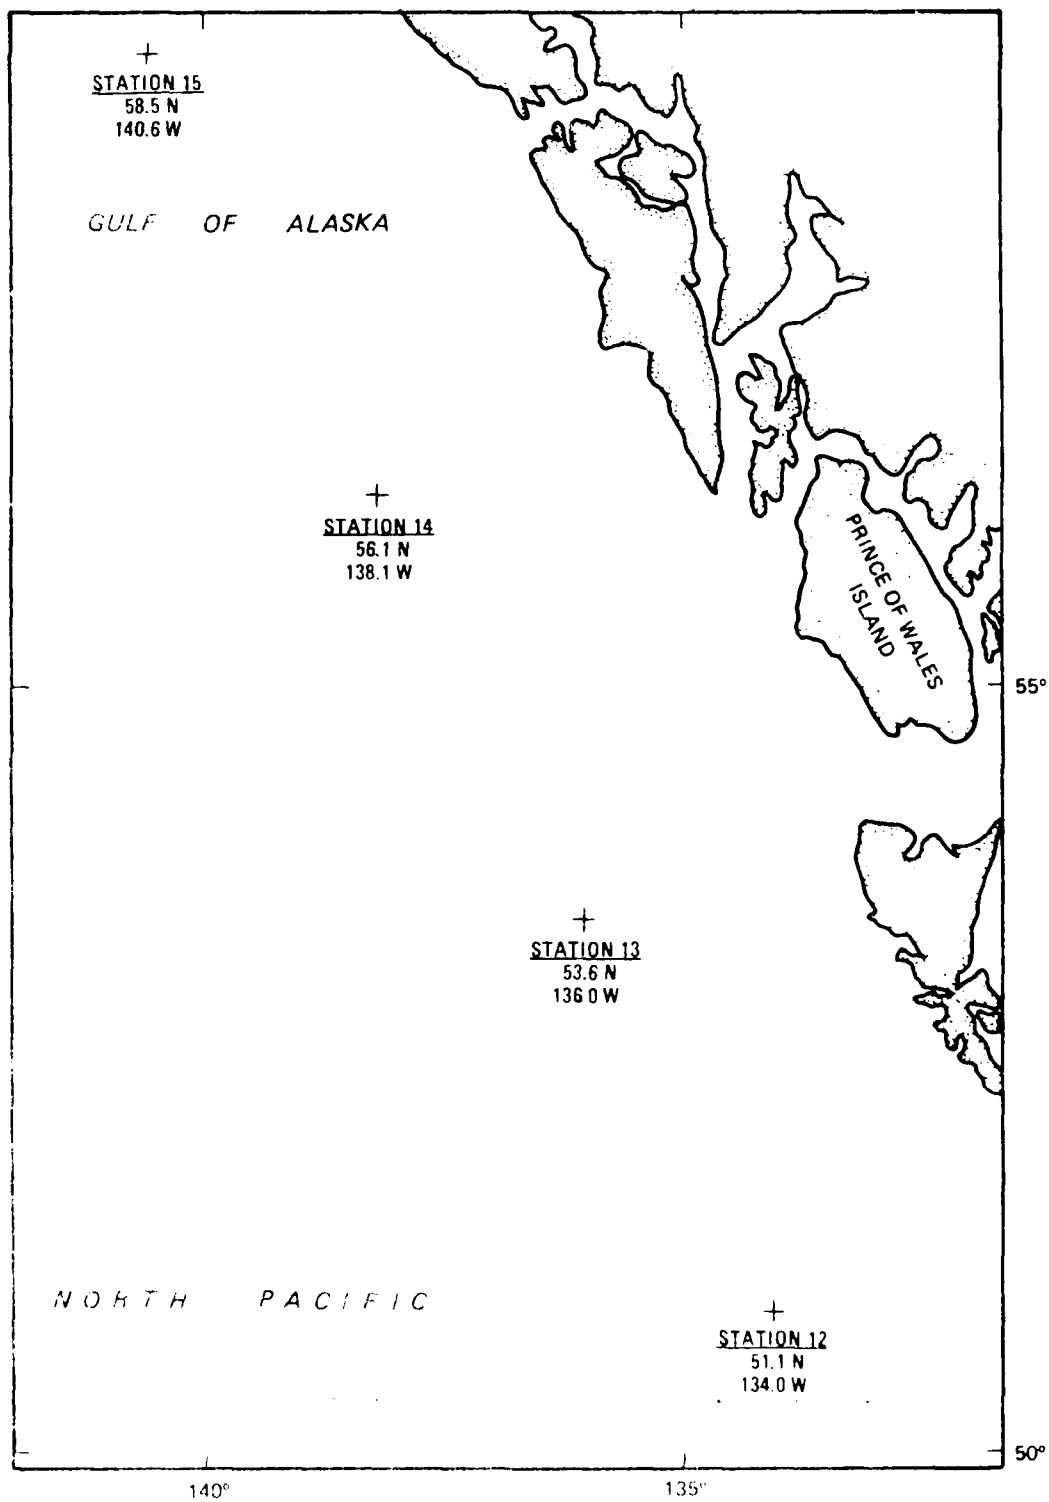 STATION 15
58.5 N
140.6 W
GULF OF ALASKA
STATION 14
56.1 N
138.1 W
PRINCE OF WALES
ISLAND
55°
STATION 13
53.6 N
136.0 W
NORTH PACIFIC
STATION 12
51.1 N
134.0 W
50°
140°
135°